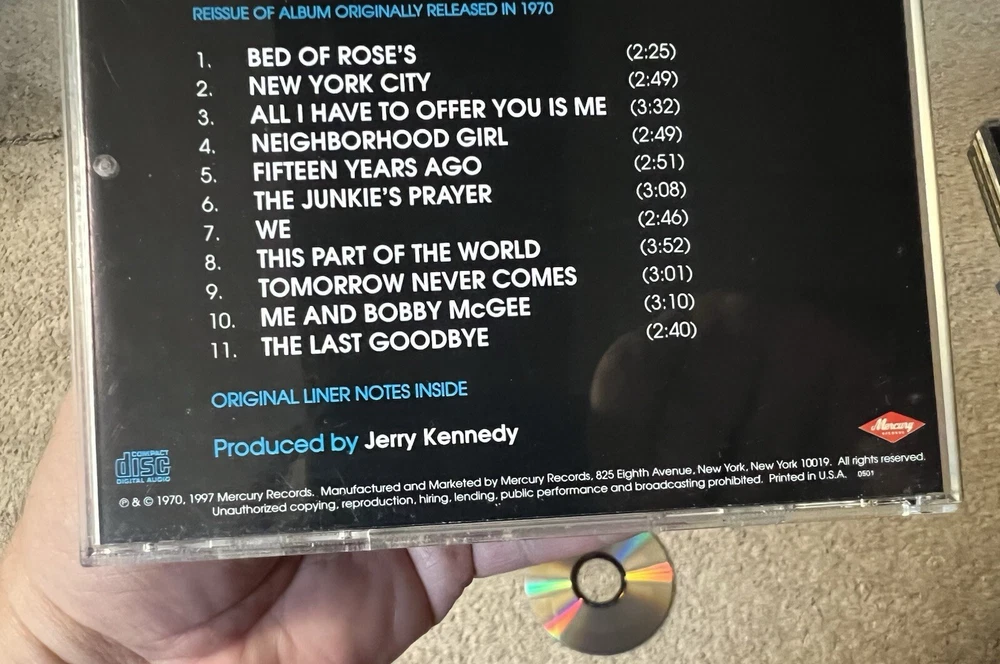 REISSUE OF ALBUM ORIGINALLY RELEASED IN 1970
1. BED OF ROSE'S (2:25)
2. NEW YORK CITY (2:49)
3. ALL I HAVE TO OFFER YOU IS ME (3:32)
4. NEIGHBORHOOD GIRL (2:49)
5. FIFTEEN YEARS AGO (2:51)
6. THE JUNKIE'S PRAYER (3:08)
7. WE (2:46)
8. THIS PART OF THE WORLD (3:52)
9. TOMORROW NEVER COMES (3:01)
10. ME AND BOBBY McGEE (3:10)
11. THE LAST GOODBYE (2:40)
ORIGINAL LINER NOTES INSIDE
Produced by Jerry Kennedy
Mercury
RECORDS
COMPACT
disc
DIGITAL AUDIO
℗ & © 1970, 1997 Mercury Records. Manufactured and Marketed by Mercury Records, 825 Eighth Avenue, New York, New York 10019. All rights reserved.
Unauthorized copying, reproduction, hiring, lending, public performance and broadcasting prohibited. Printed in U.S.A. 0501